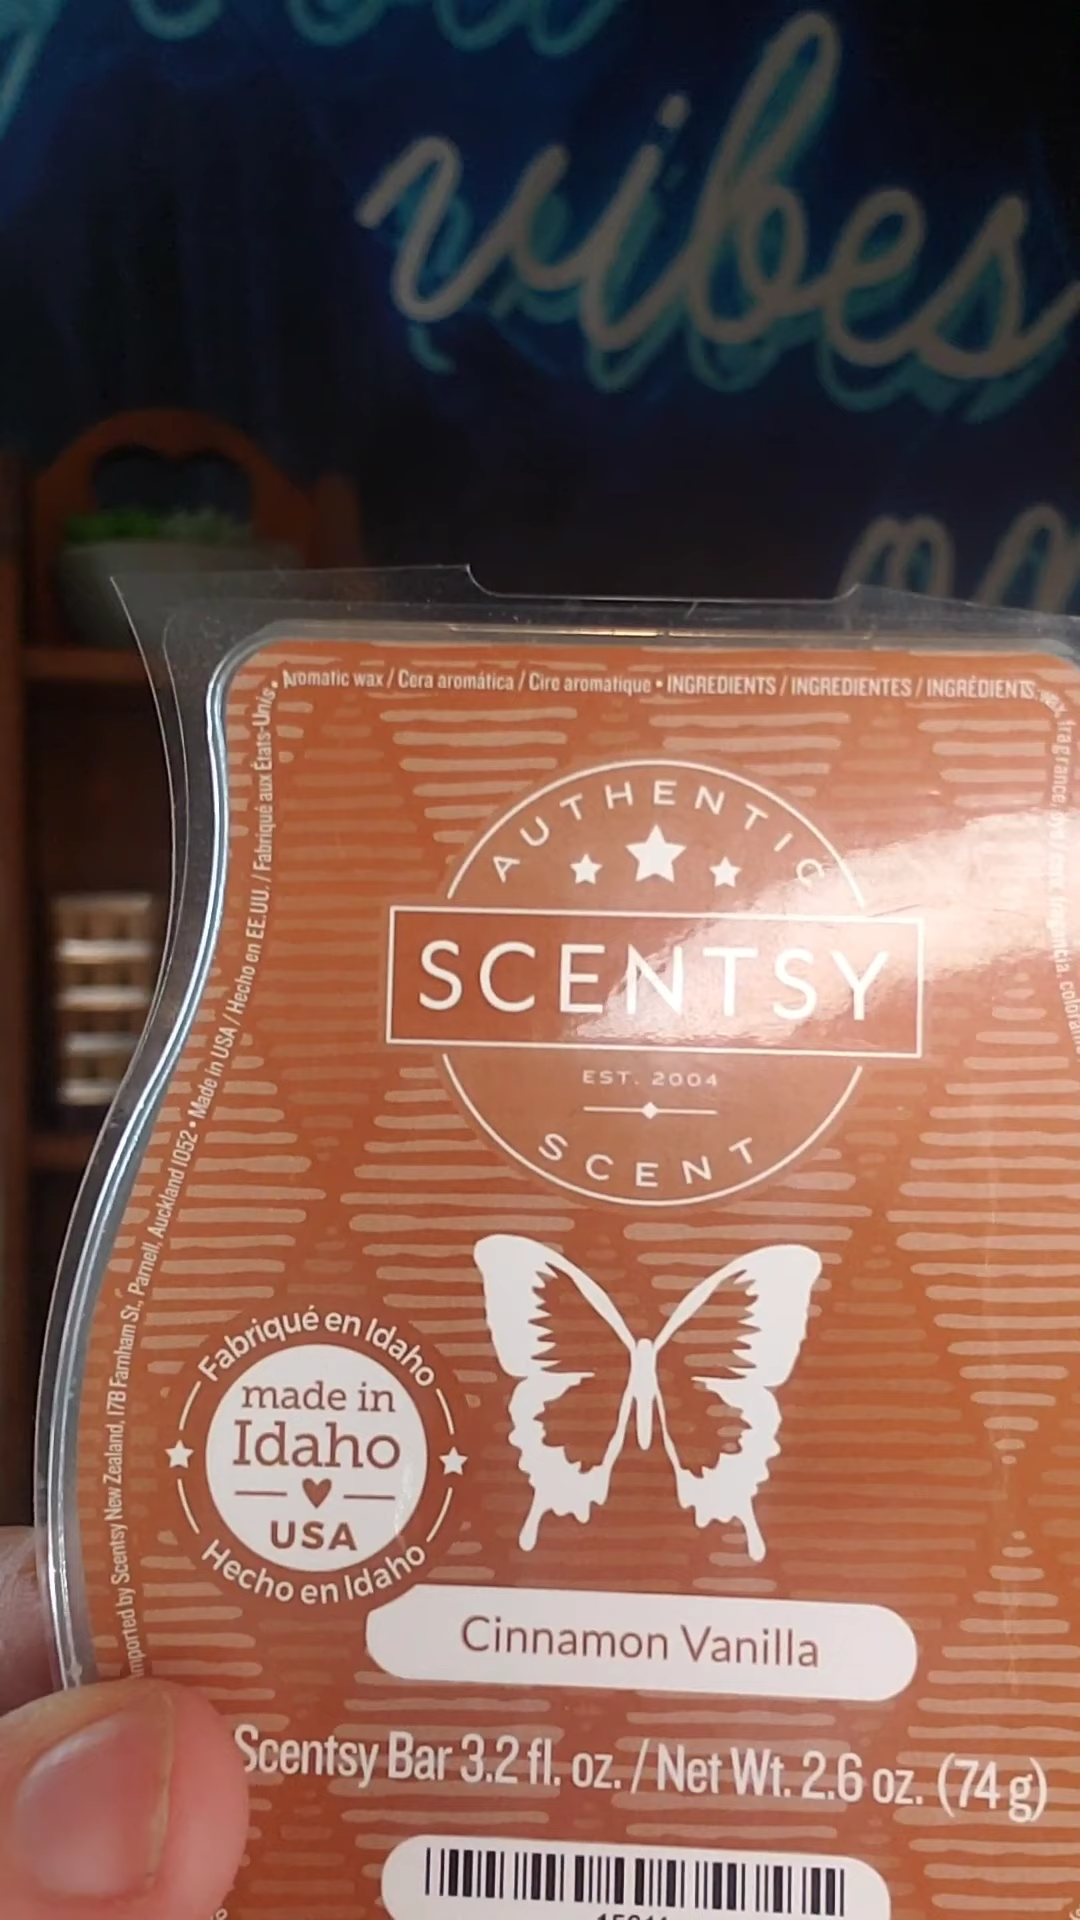 vibes
Aromatic wax / Cera aromática / Cire aromatique • INGREDIENTS / INGREDIENTES / INGRÉDIENTS:
wax, fragrance,
Imported by Scentsy New Zealand, 17B Farnham St., Parnell, Auckland 1052 • Made in USA / Hecho en EE.UU. / Fabriqué aux États-Unis •
AUTHENTIC
SCENTSY
EST. 2004
SCENT
Fabriqué en Idaho
made in
Idaho
USA
Hecho en Idaho
Cinnamon Vanilla
Scentsy Bar 3.2 fl. oz. / Net Wt. 2.6 oz. (74 g)